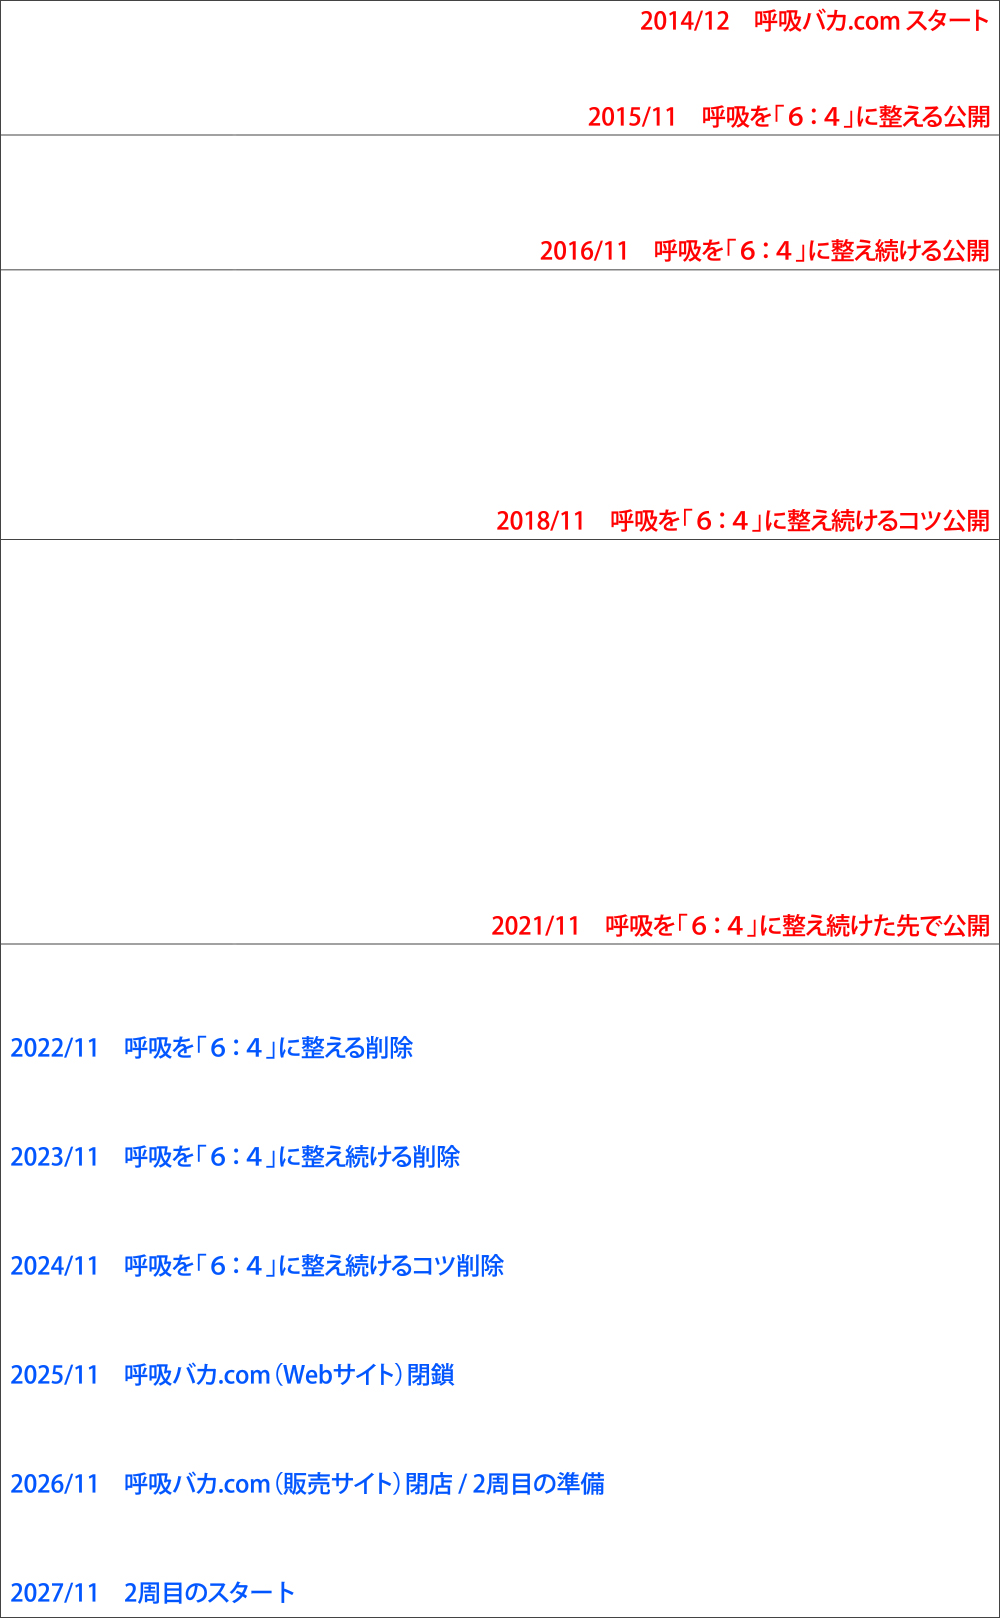 2014/12　呼吸バカ.com スタート
2015/11　呼吸を「６：４」に整える公開
2016/11　呼吸を「６：４」に整え続ける公開
2018/11　呼吸を「６：４」に整え続けるコツ公開
2021/11　呼吸を「６：４」に整え続けた先で公開
2022/11　呼吸を「６：４」に整える削除
2023/11　呼吸を「６：４」に整え続ける削除
2024/11　呼吸を「６：４」に整え続けるコツ削除
2025/11　呼吸バカ.com（Webサイト）閉鎖
2026/11　呼吸バカ.com（販売サイト）閉店 / 2周目の準備
2027/11　2周目のスタート